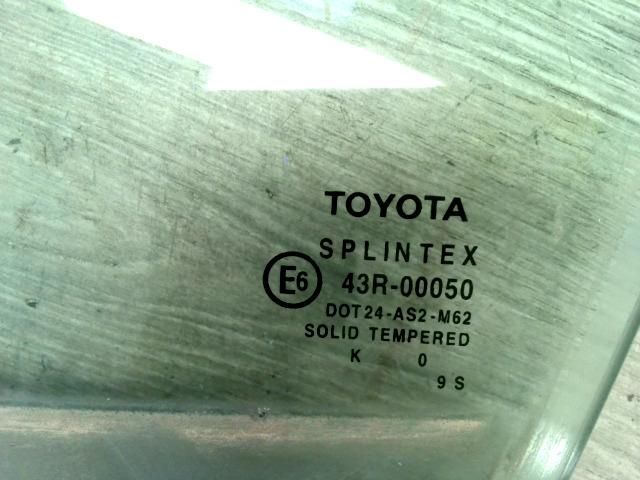 TOYOTA
SPLINTEX
E6 43R-00050
DOT24-AS2-M62
SOLID TEMPERED
K 0
9 S